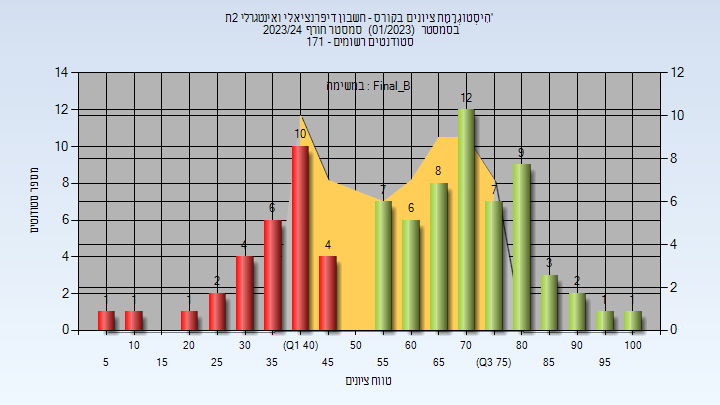 היסטוגרמת ציונים בקורס - חשבון דיפרנציאלי ואינטגרלי 2ת'
בסמסטר (01/2023) סמסטר חורף 2023/24
סטודנטים רשומים - 171
במשימה : Final_B
14 12
12 10
10 8
8 6
6 4
4 2
2 0
0
1 1 1 2 4 6 10 4 7 6 8 12 7 9 3 2 1 1
מספר סטודנטים
10 20 30 (Q1 40) 50 60 70 80 90 100
5 15 25 35 45 55 65 (Q3 75) 85 95
טווח ציונים